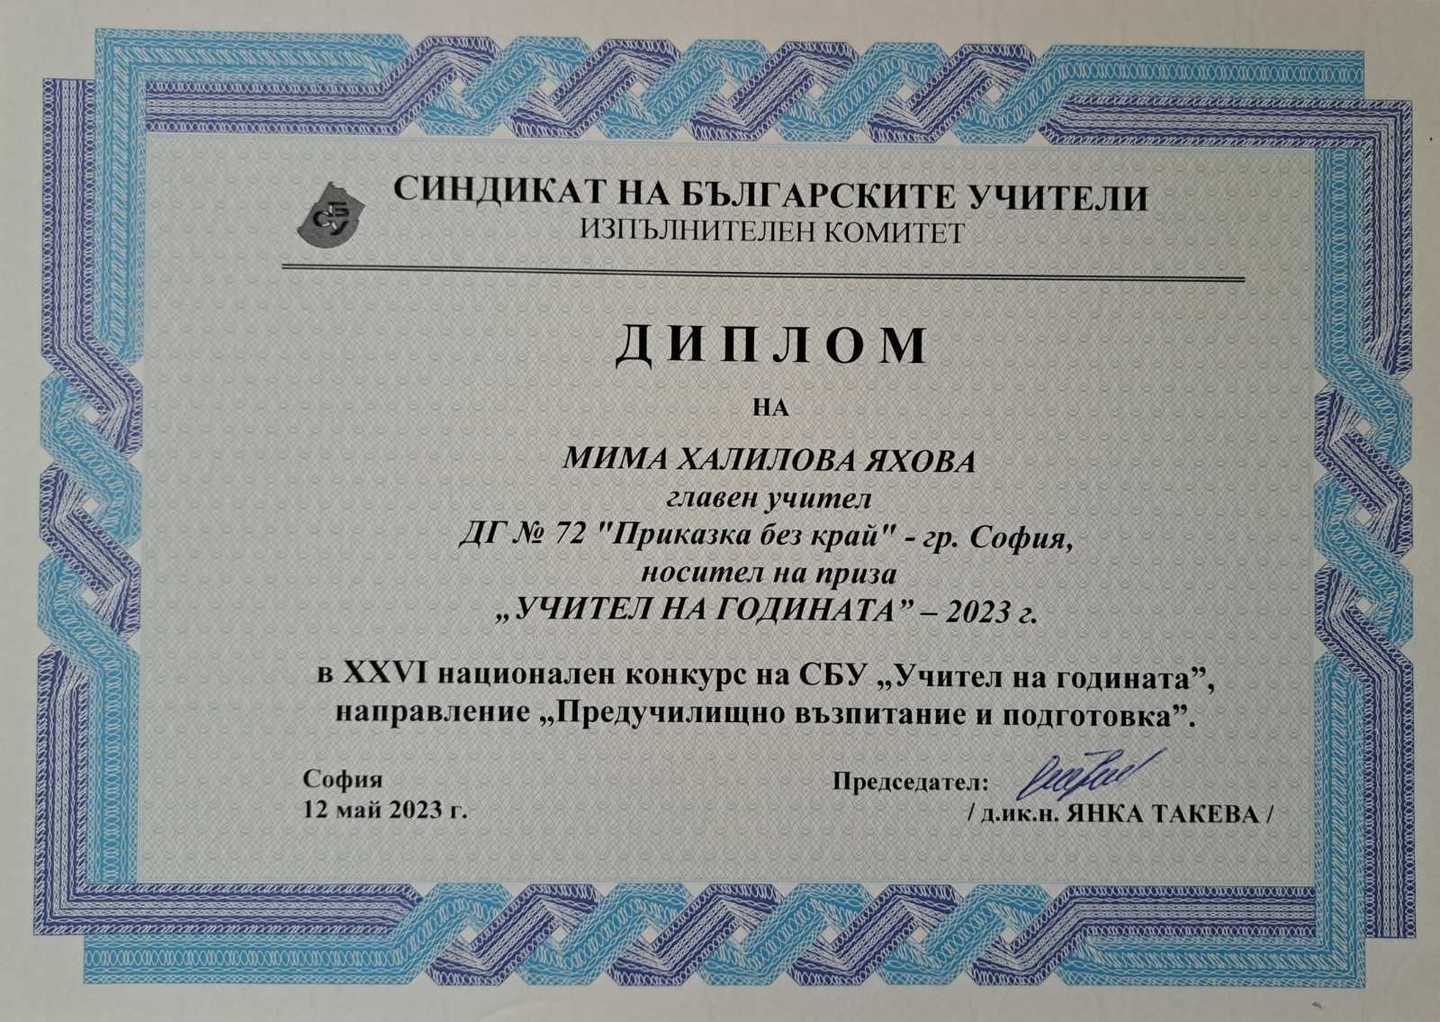 СБУ
СИНДИКАТ НА БЪЛГАРСКИТЕ УЧИТЕЛИ
ИЗПЪЛНИТЕЛЕН КОМИТЕТ
ДИПЛОМ
НА
МИМА ХАЛИЛОВА ЯХОВА
главен учител
ДГ № 72 "Приказка без край" - гр. София,
носител на приза
„УЧИТЕЛ НА ГОДИНАТА” – 2023 г.
в XXVI национален конкурс на СБУ „Учител на годината”,
направление „Предучилищно възпитание и подготовка”.
София
12 май 2023 г.
Председател:
/ д.ик.н. ЯНКА ТАКЕВА /